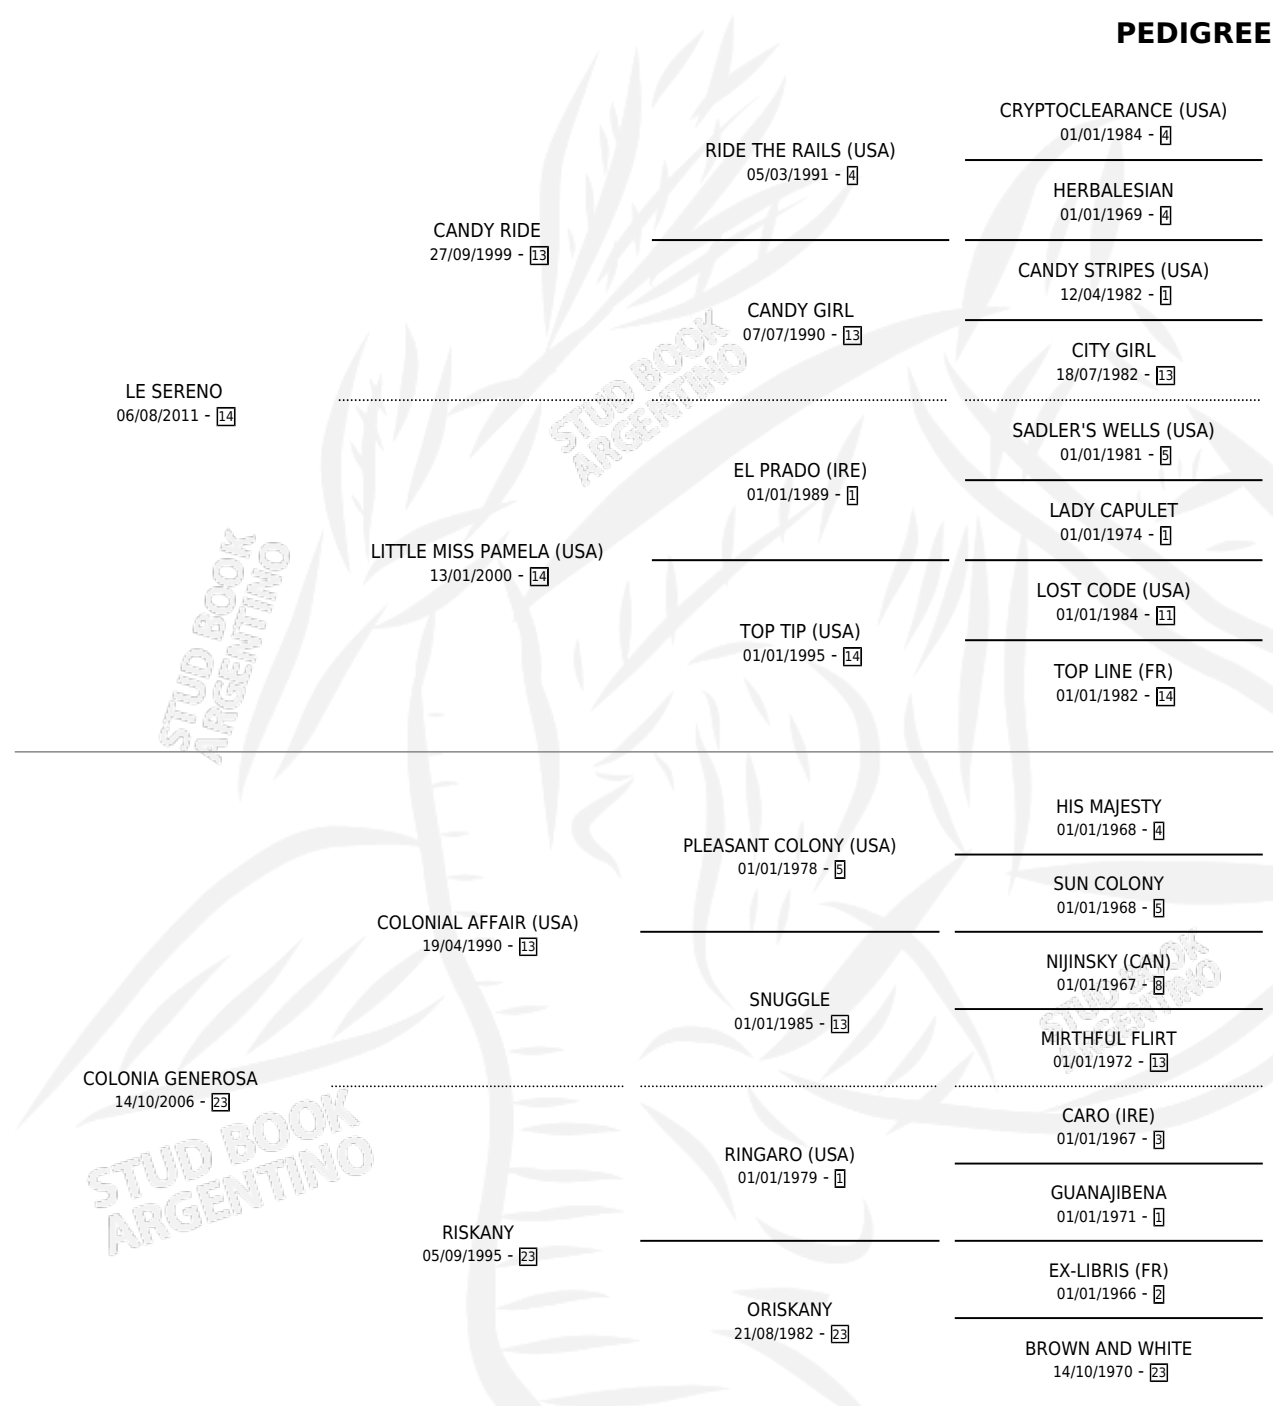 PEDIGREE
CRYPTOCLEARANCE (USA)
01/01/1984 - 4
RIDE THE RAILS (USA)
05/03/1991 - 4
HERBALESIAN
01/01/1969 - 4
CANDY RIDE
27/09/1999 - 13
CANDY STRIPES (USA)
12/04/1982 - 1
CANDY GIRL
07/07/1990 - 13
CITY GIRL
18/07/1982 - 13
LE SERENO
06/08/2011 - 14
STUD BOOK
ARGENTINO
SADLER'S WELLS (USA)
01/01/1981 - 5
EL PRADO (IRE)
01/01/1989 - 1
LADY CAPULET
01/01/1974 - 1
LITTLE MISS PAMELA (USA)
13/01/2000 - 14
LOST CODE (USA)
01/01/1984 - 11
TOP TIP (USA)
01/01/1995 - 14
TOP LINE (FR)
01/01/1982 - 14
STUD BOOK
ARGENTINO
HIS MAJESTY
01/01/1968 - 4
PLEASANT COLONY (USA)
01/01/1978 - 5
SUN COLONY
01/01/1968 - 5
COLONIAL AFFAIR (USA)
19/04/1990 - 13
NIJINSKY (CAN)
01/01/1967 - 8
SNUGGLE
01/01/1985 - 13
MIRTHFUL FLIRT
01/01/1972 - 13
STUD BOOK
ARGENTINO
COLONIA GENEROSA
14/10/2006 - 23
CARO (IRE)
01/01/1967 - 3
RINGARO (USA)
01/01/1979 - 1
GUANAJIBENA
01/01/1971 - 1
STUD BOOK
ARGENTINO
RISKANY
05/09/1995 - 23
EX-LIBRIS (FR)
01/01/1966 - 2
ORISKANY
21/08/1982 - 23
BROWN AND WHITE
14/10/1970 - 23